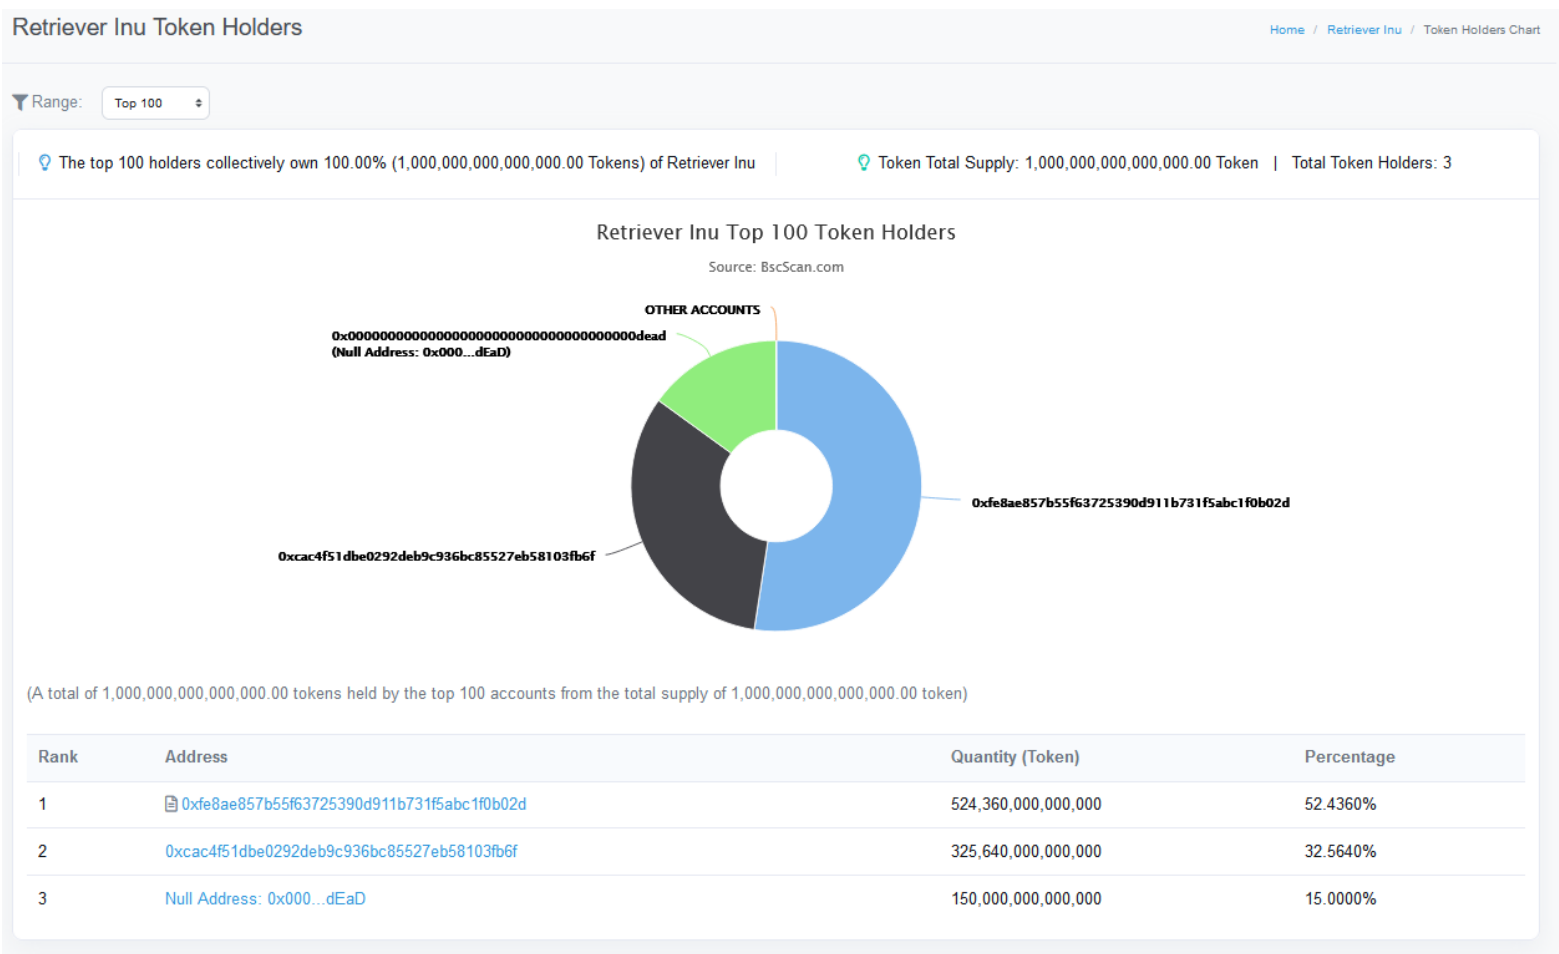 Retriever Inu Token Holders
Home / Retriever Inu / Token Holders Chart
Range: Top 100
The top 100 holders collectively own 100.00% (1,000,000,000,000,000.00 Tokens) of Retriever Inu
Token Total Supply: 1,000,000,000,000,000.00 Token | Total Token Holders: 3
Retriever Inu Top 100 Token Holders
Source: BscScan.com
OTHER ACCOUNTS
0x000000000000000000000000000000000000dead
(Null Address: 0x000...dEaD)
0xfe8ae857b55f63725390d911b731f5abc1f0b02d
0xcac4f51dbe0292deb9c936bc85527eb58103fb6f
(A total of 1,000,000,000,000,000.00 tokens held by the top 100 accounts from the total supply of 1,000,000,000,000,000.00 token)
Rank Address Quantity (Token) Percentage
1 0xfe8ae857b55f63725390d911b731f5abc1f0b02d 524,360,000,000,000 52.4360%
2 0xcac4f51dbe0292deb9c936bc85527eb58103fb6f 325,640,000,000,000 32.5640%
3 Null Address: 0x000...dEaD 150,000,000,000,000 15.0000%